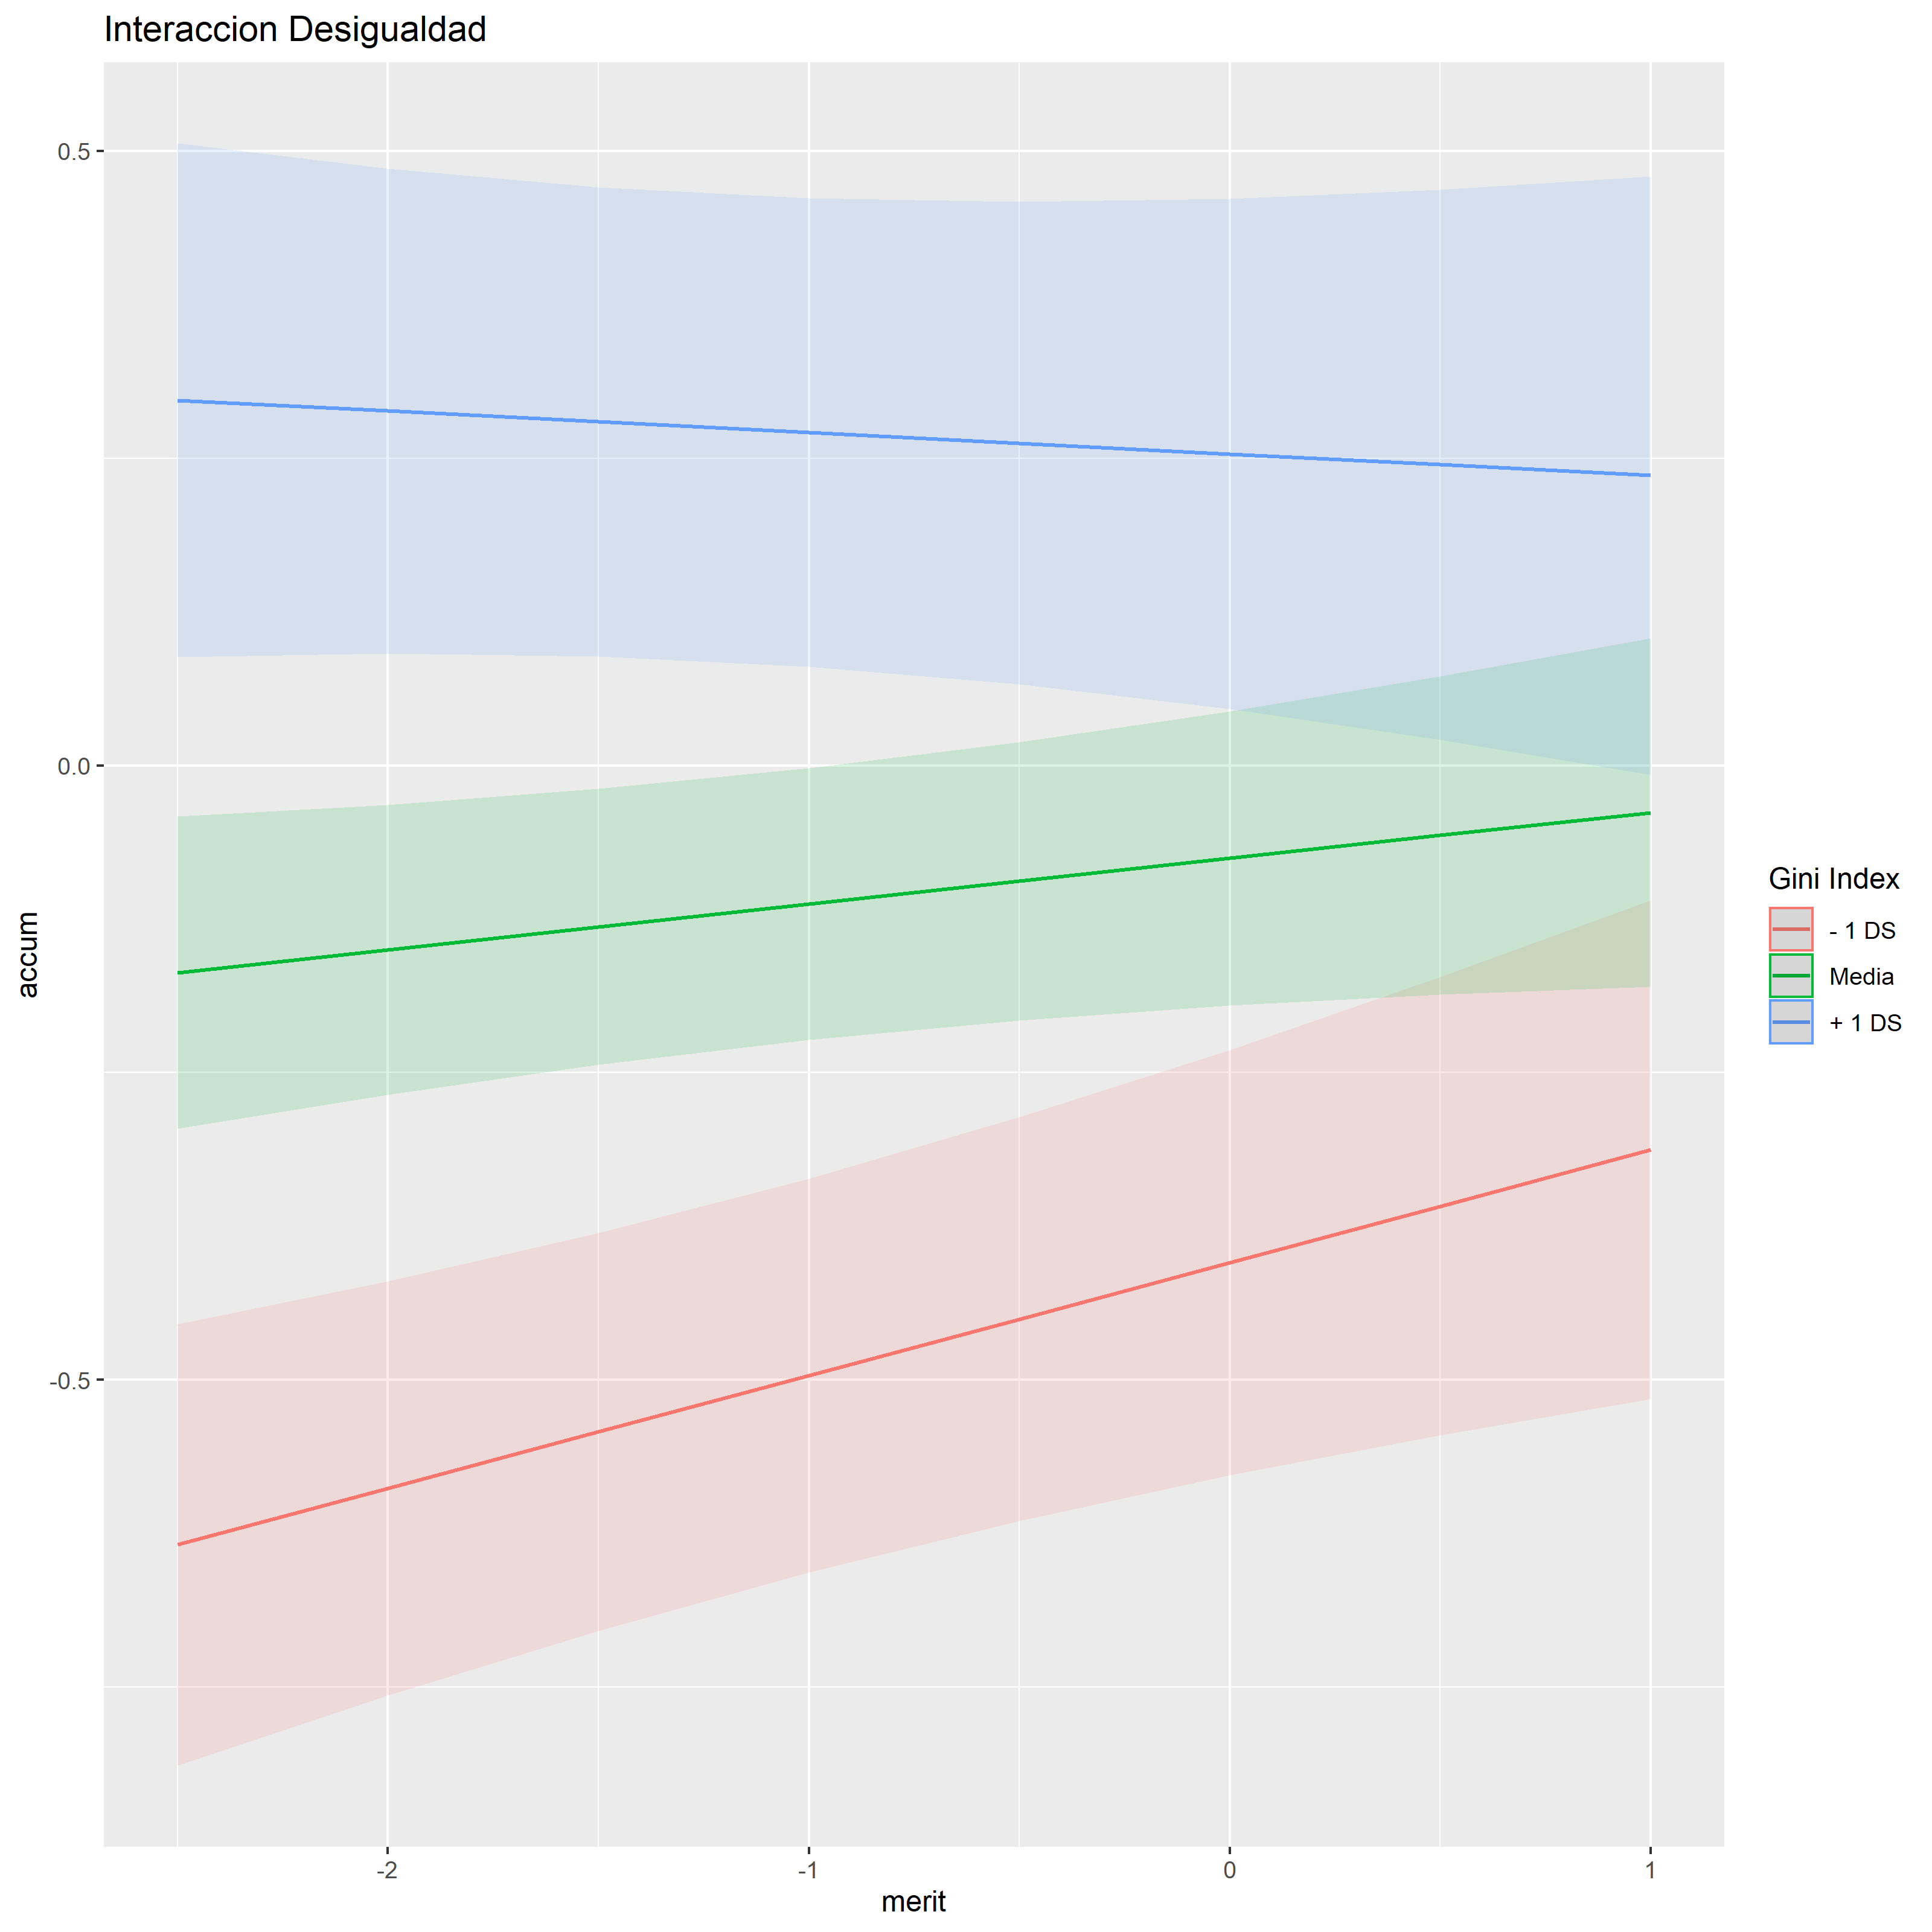 Interaccion Desigualdad
0.5
0.0
-0.5
accum
-2
-1
0
1
merit
Gini Index
- 1 DS
Media
+ 1 DS